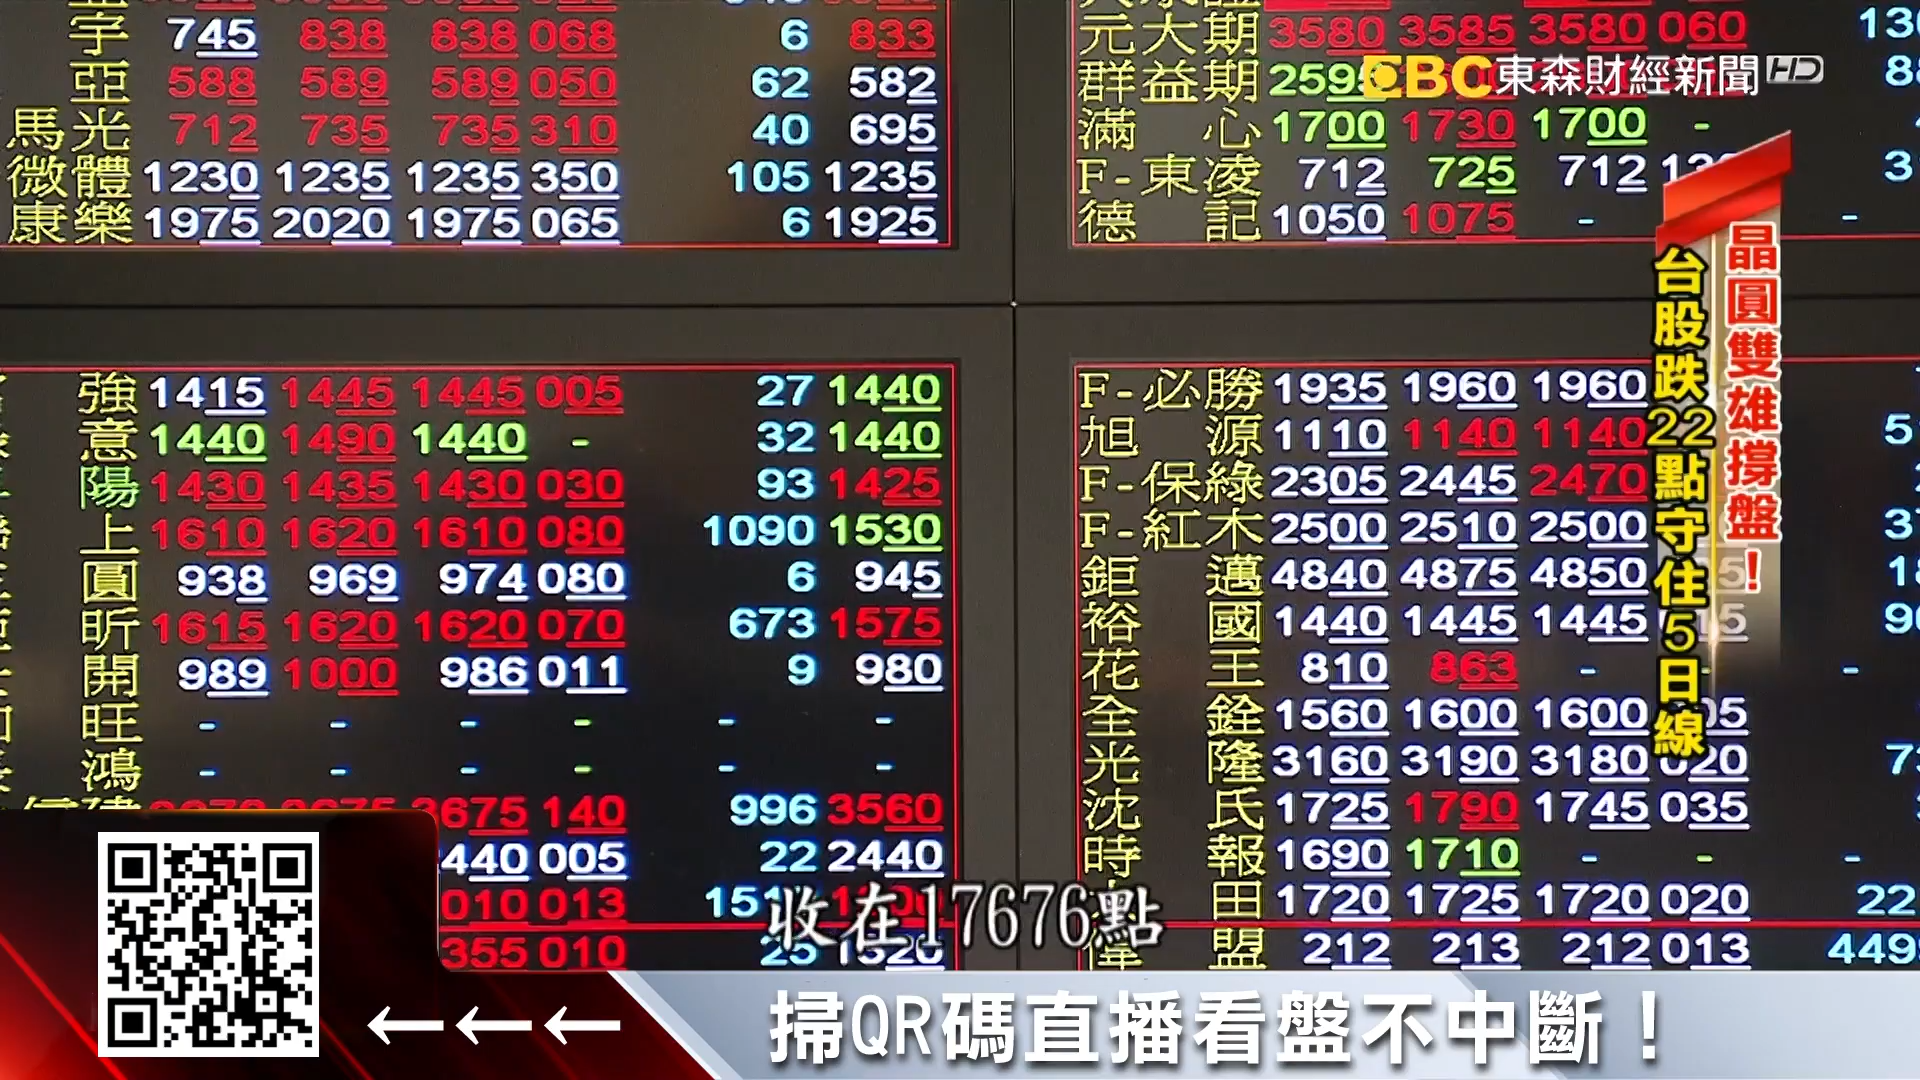 宇 745 838 838 068 6 833
亞 588 589 589 050 62 582
馬光 712 735 735 310 40 695
微體 1230 1235 1235 350 105 1235
康樂 1975 2020 1975 065 6 1925
元大期 3580 3585 3580 060
群益期
滿心 1700 1730 1700 -
F-東凌 712 725 712
德記 1050 1075 - -
EBC東森財經新聞HD
強 1415 1445 1445 005 27 1440
意 1440 1490 1440 - 32 1440
陽 1430 1435 1430 030 93 1425
上 1610 1620 1610 080 1090 1530
圓 938 969 974 080 6 945
昕 1615 1620 1620 070 673 1575
開 989 1000 986 011 9 980
旺 - - - - - -
鴻 - - - - - -
996 3560
140
005 22 2440
013
010
F-必勝 1935 1960 1960
旭源 1110 1140 1140
F-保綠 2305 2445 2470
F-紅木 2500 2510 2500
鉅邁 4840 4875 4850
裕國 1440 1445 1445
花王 810 863 - -
全銓 1560 1600 1600
光隆 3160 3190 3180
沈氏 1725 1790 1745 035
時報 1690 1710 - - -
田 1720 1725 1720 020
偉盟 212 213 212 013
晶圓雙雄撐盤！
台股跌22點守住5日線
收在17676點
←←← 掃QR碼直播看盤不中斷！